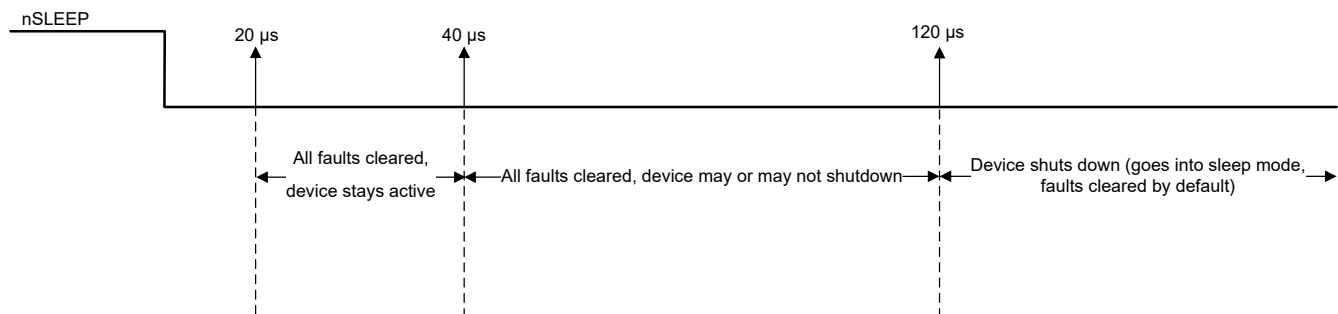 nSLEEP
20 µs
40 µs
120 µs
All faults cleared,
device stays active
All faults cleared, device may or may not shutdown
Device shuts down (goes into sleep mode,
faults cleared by default)